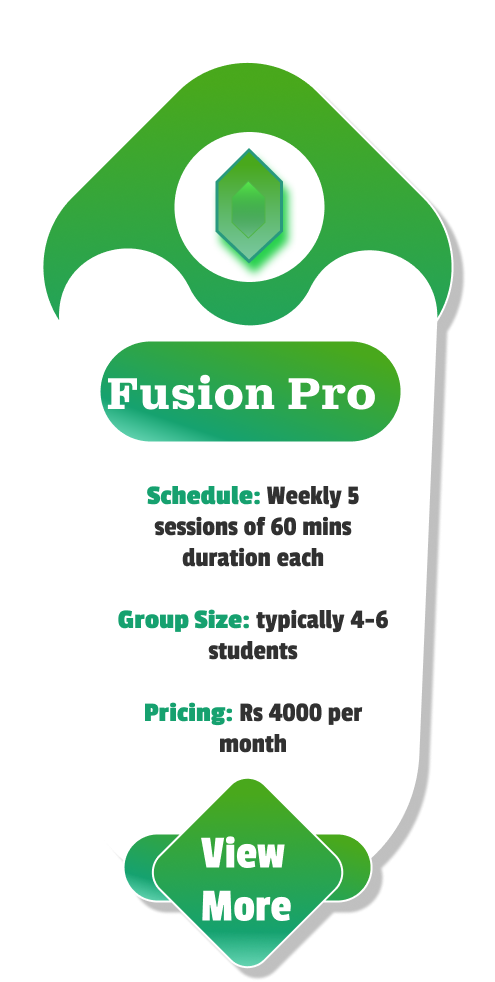 Fusion Pro
Schedule: Weekly 5
sessions of 60 mins
duration each
Group Size: typically 4-6
students
Pricing: Rs 4000 per
month
View
More